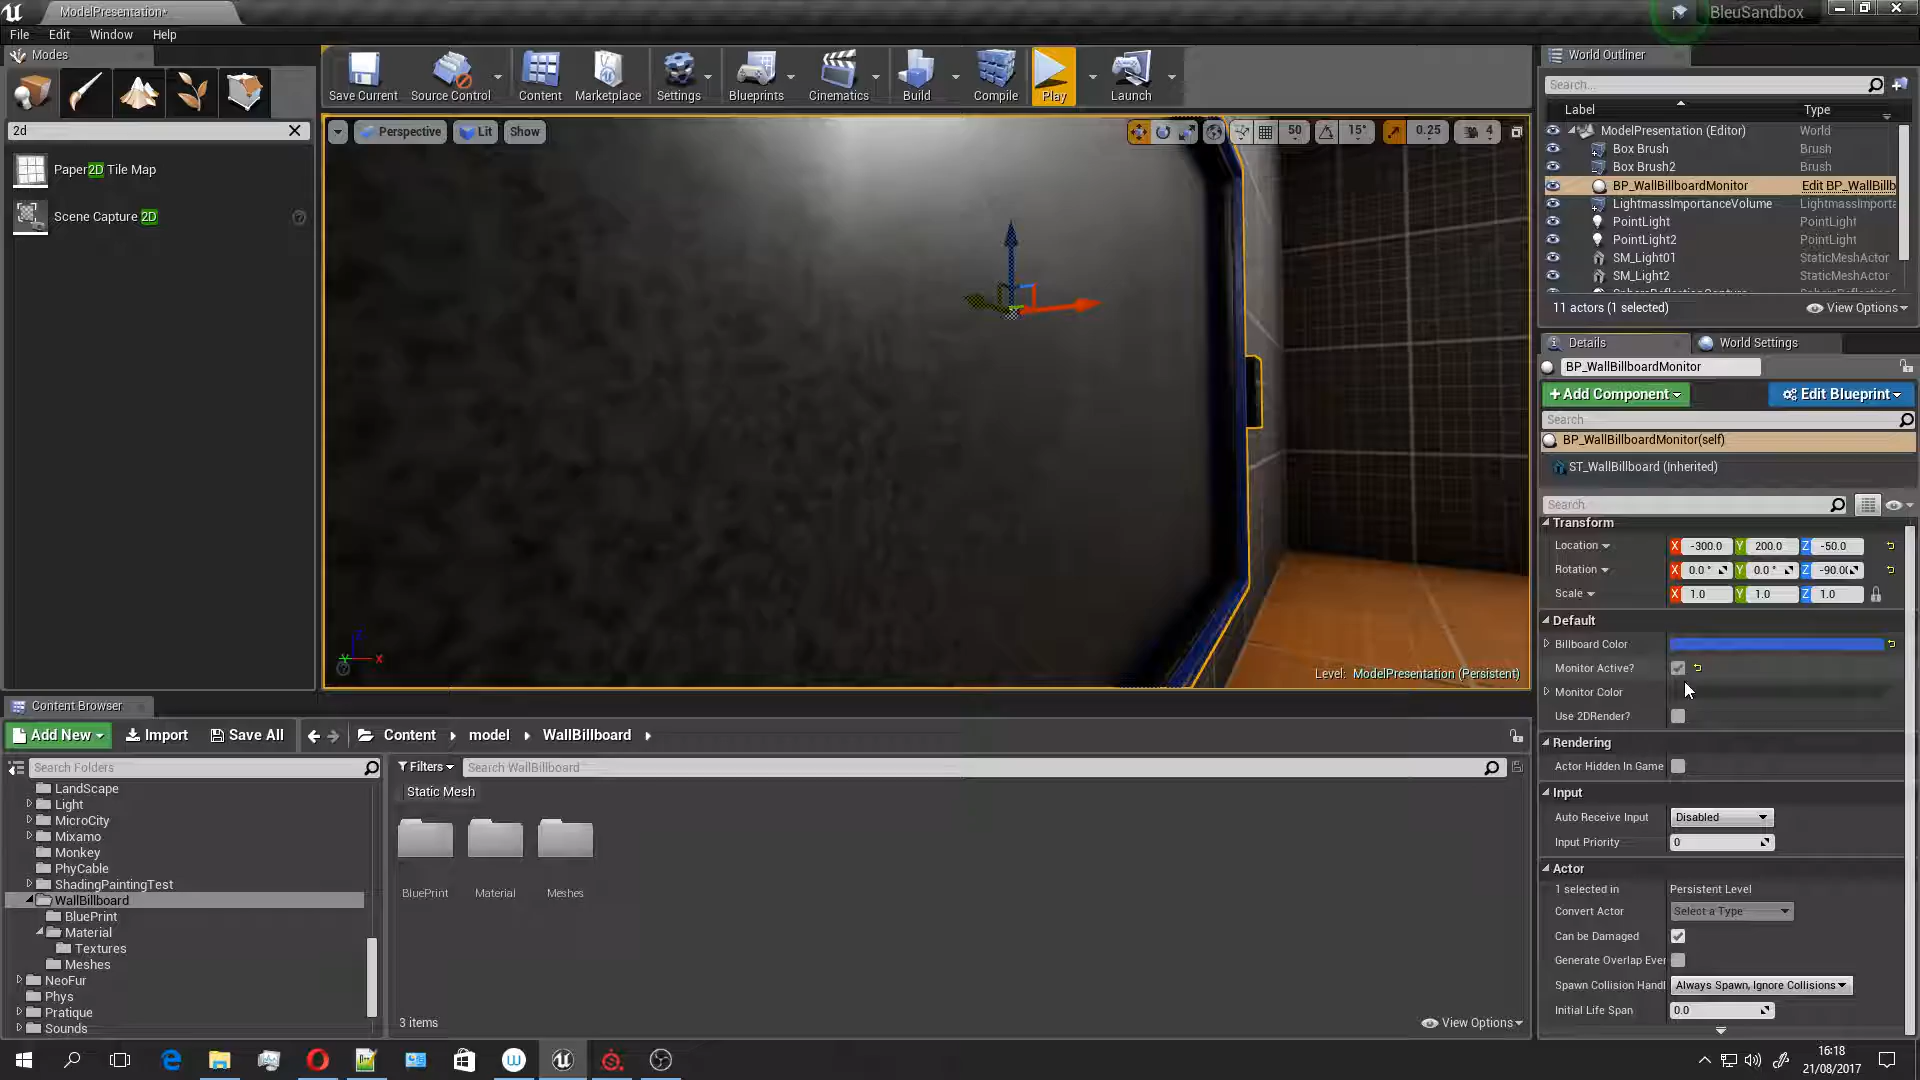 ModelPresentation*
BleuSandbox
File Edit Window Help
Modes
2d
Paper2D Tile Map
Scene Capture 2D
Save Current
Source Control
Content
Marketplace
Settings
Blueprints
Cinematics
Build
Compile
Play
Launch
Perspective
Lit
Show
50
15°
0.25
4
Level: ModelPresentation (Persistent)
World Outliner
Search...
Label Type
ModelPresentation (Editor) World
Box Brush Brush
Box Brush2 Brush
BP_WallBillboardMonitor Edit BP_WallBillb
LightmassImportanceVolume LightmassImporta
PointLight PointLight
PointLight2 PointLight
SM_Light01 StaticMeshActor
SM_Light2 StaticMeshActor
11 actors (1 selected)
View Options
Details
World Settings
BP_WallBillboardMonitor
+Add Component
Edit Blueprint
Search
BP_WallBillboardMonitor(self)
ST_WallBillboard (Inherited)
Search
Transform
Location X -300.0 Y 200.0 Z -50.0
Rotation X 0.0 ° Y 0.0 ° Z -90.0
Scale X 1.0 Y 1.0 Z 1.0
Default
Billboard Color
Monitor Active?
Monitor Color
Use 2DRender?
Rendering
Actor Hidden In Game
Input
Auto Receive Input Disabled
Input Priority 0
Actor
1 selected in Persistent Level
Convert Actor Select a Type
Can be Damaged
Generate Overlap Ever
Spawn Collision Handl Always Spawn, Ignore Collisions
Initial Life Span 0.0
Content Browser
Add New
Import
Save All
Content
model
WallBillboard
Search Folders
Filters
Search WallBillboard
Static Mesh
LandScape
Light
MicroCity
Mixamo
Monkey
PhyCable
ShadingPaintingTest
WallBillboard
BluePrint
Material
Textures
Meshes
NeoFur
Phys
Pratique
Sounds
BluePrint
Material
Meshes
3 items
View Options
16:18
21/08/2017